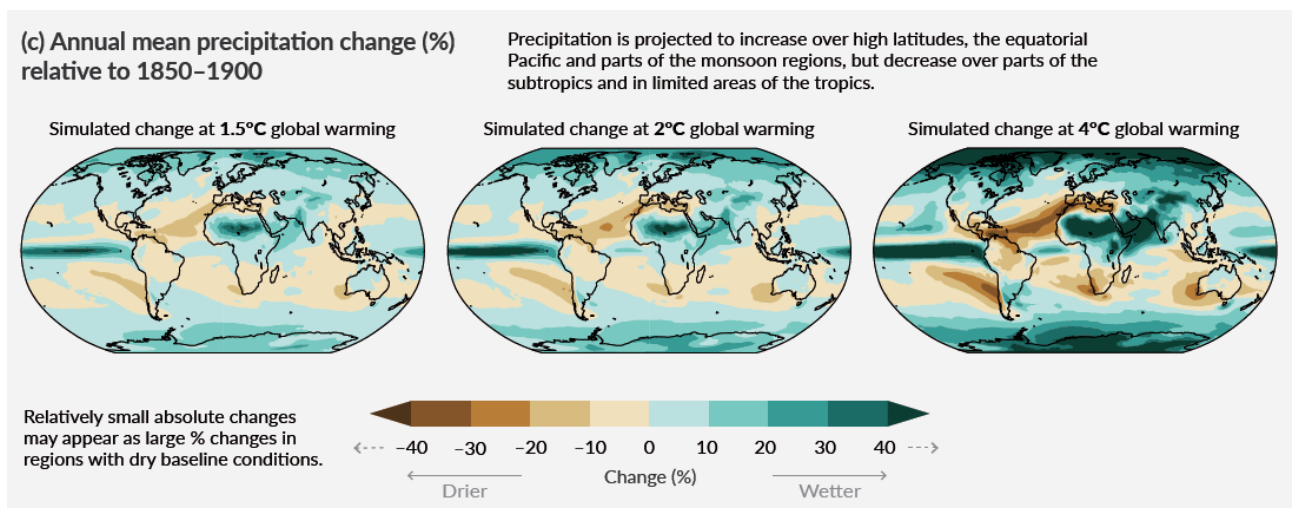 (c) Annual mean precipitation change (%)
relative to 1850–1900
Precipitation is projected to increase over high latitudes, the equatorial
Pacific and parts of the monsoon regions, but decrease over parts of the
subtropics and in limited areas of the tropics.
Simulated change at 1.5°C global warming
Simulated change at 2°C global warming
Simulated change at 4°C global warming
Relatively small absolute changes
may appear as large % changes in
regions with dry baseline conditions.
–40 –30 –20 –10 0 10 20 30 40
Change (%)
Drier
Wetter